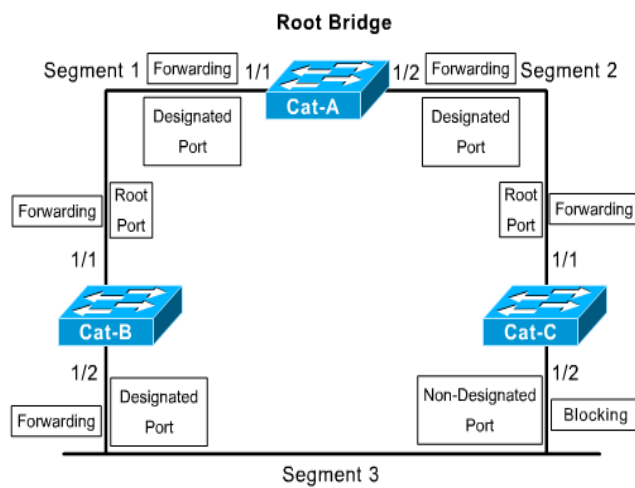 Root Bridge
Segment 1
Forwarding
1/1
1/2
Forwarding
Segment 2
Cat-A
Designated
Port
Designated
Port
Forwarding
Root
Port
Root
Port
Forwarding
1/1
1/1
Cat-B
Cat-C
1/2
1/2
Forwarding
Designated
Port
Non-Designated
Port
Blocking
Segment 3